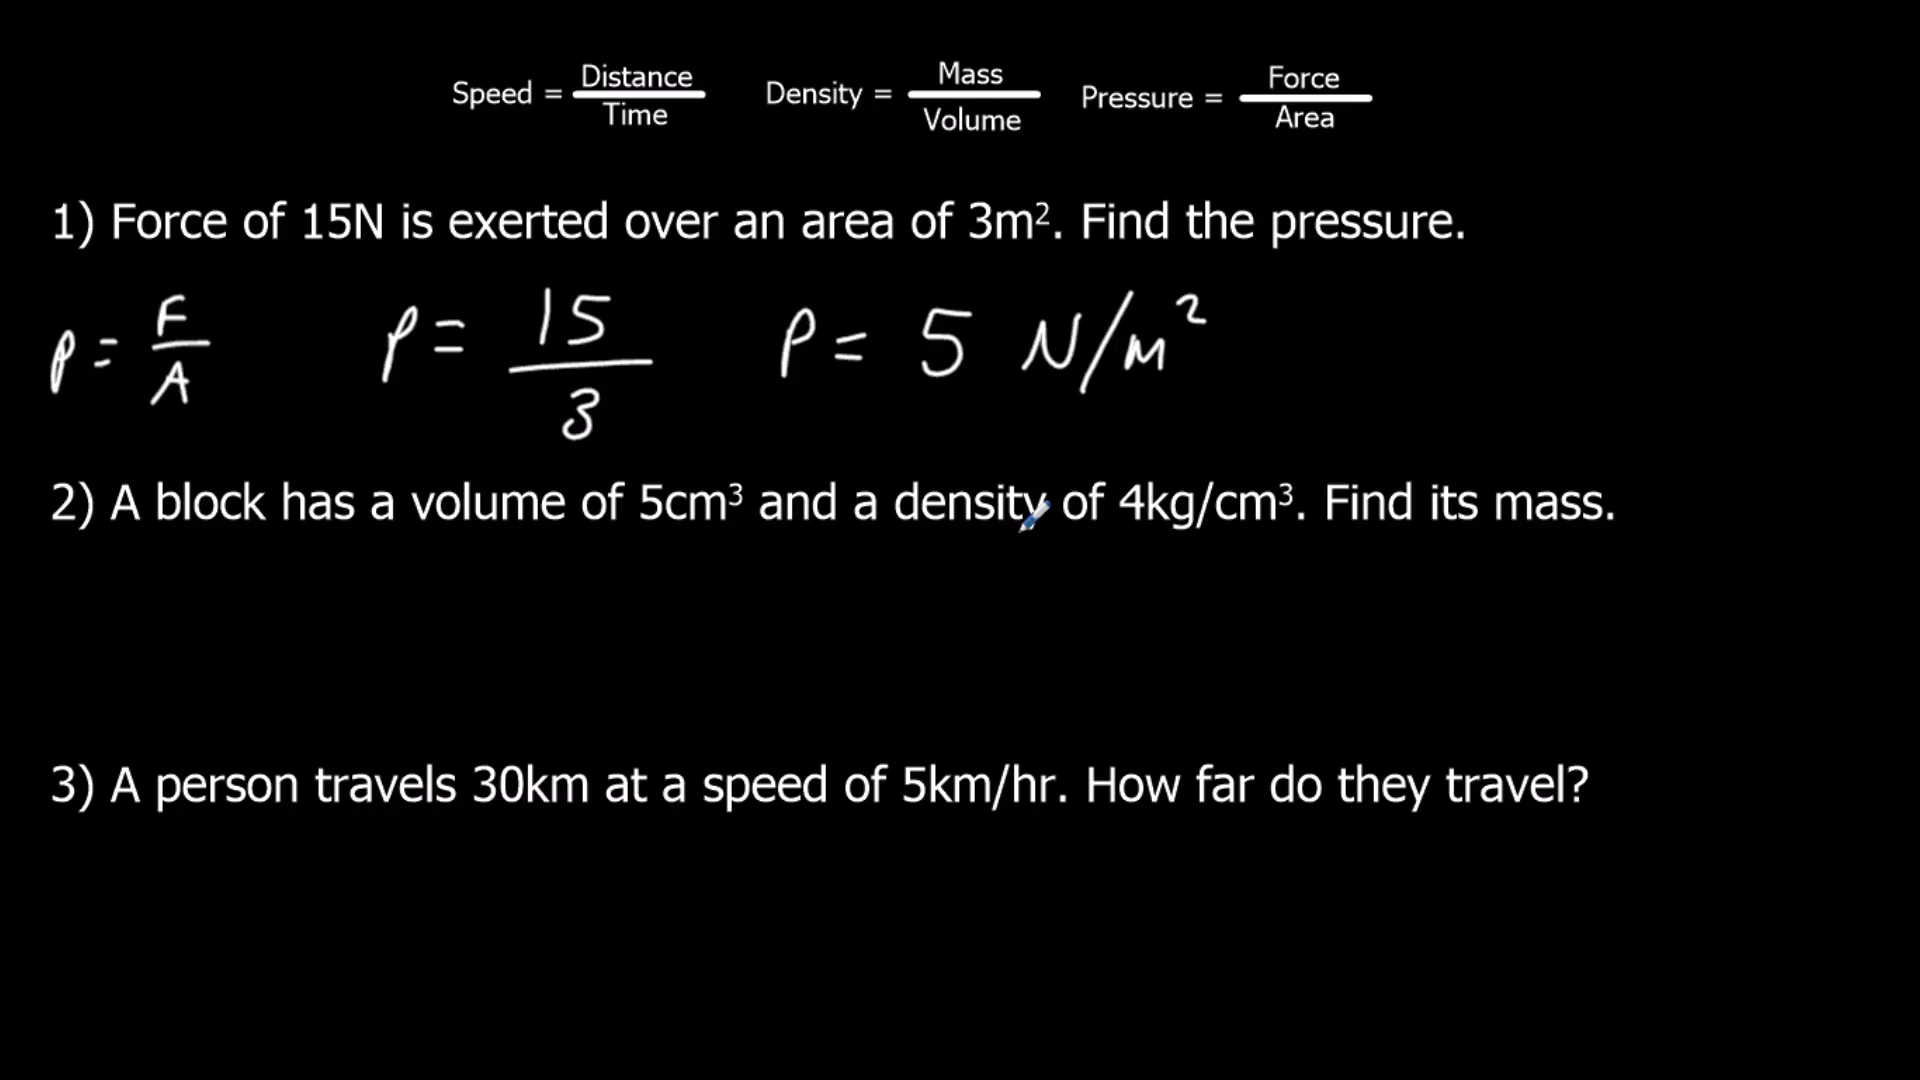 Speed = Distance / Time Density = Mass / Volume Pressure = Force / Area
1) Force of 15N is exerted over an area of 3m². Find the pressure.
P = F / A P = 15 / 3 P = 5 N/m²
2) A block has a volume of 5cm³ and a density of 4kg/cm³. Find its mass.
3) A person travels 30km at a speed of 5km/hr. How far do they travel?